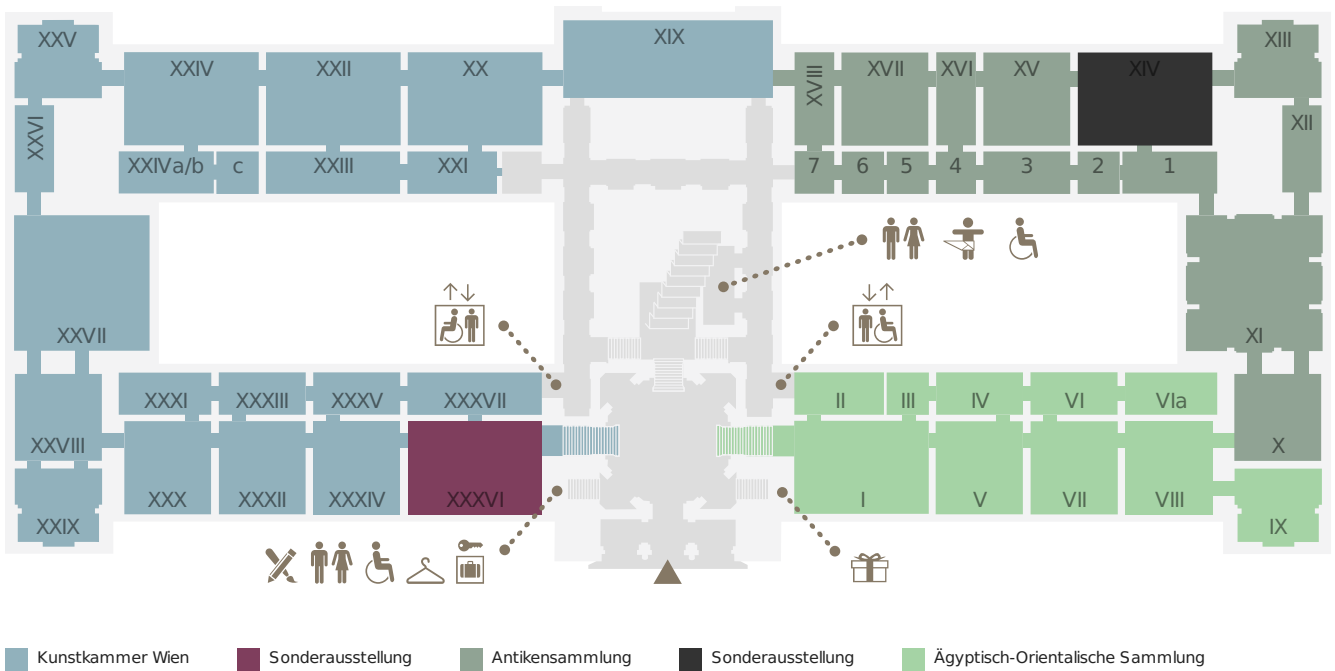 XXV
XXIV
XXII
XX
XIX
XVIII
XVII
XVI
XV
XIV
XIII
XXVI
XII
XXIVa/b
c
XXIII
XXI
7
6
5
4
3
2
1
XXVII
XI
XXXI
XXXIII
XXXV
XXXVII
II
III
IV
VI
VIa
XXVIII
X
XXX
XXXII
XXXIV
XXXVI
I
V
VII
VIII
XXIX
IX
Kunstkammer Wien
Sonderausstellung
Antikensammlung
Sonderausstellung
Ägyptisch-Orientalische Sammlung